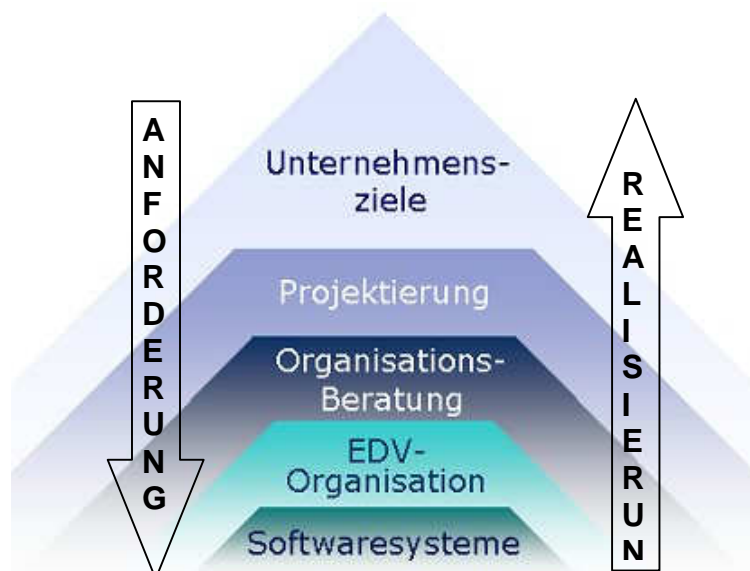 ANFORDERUNG
Unternehmens-
ziele
Projektierung
Organisations-
Beratung
EDV-
Organisation
Softwaresysteme
REALISIERUN